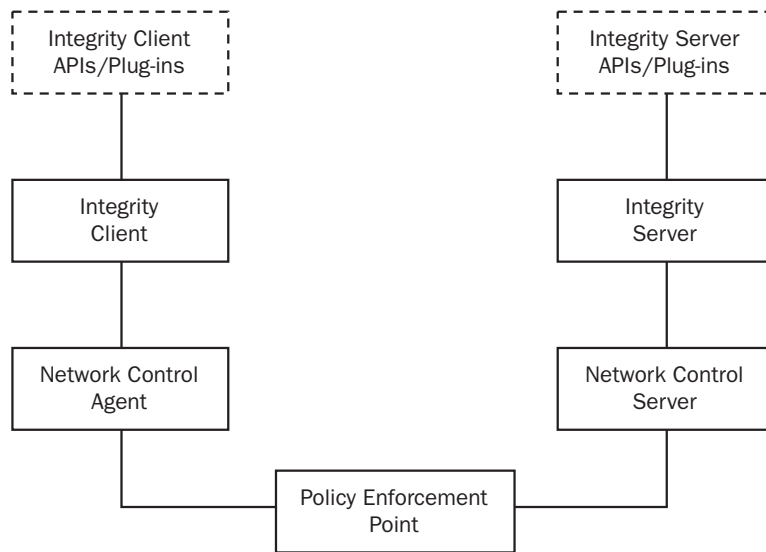 Integrity Client
APIs/Plug-ins
Integrity Server
APIs/Plug-ins
Integrity
Client
Integrity
Server
Network Control
Agent
Network Control
Server
Policy Enforcement
Point